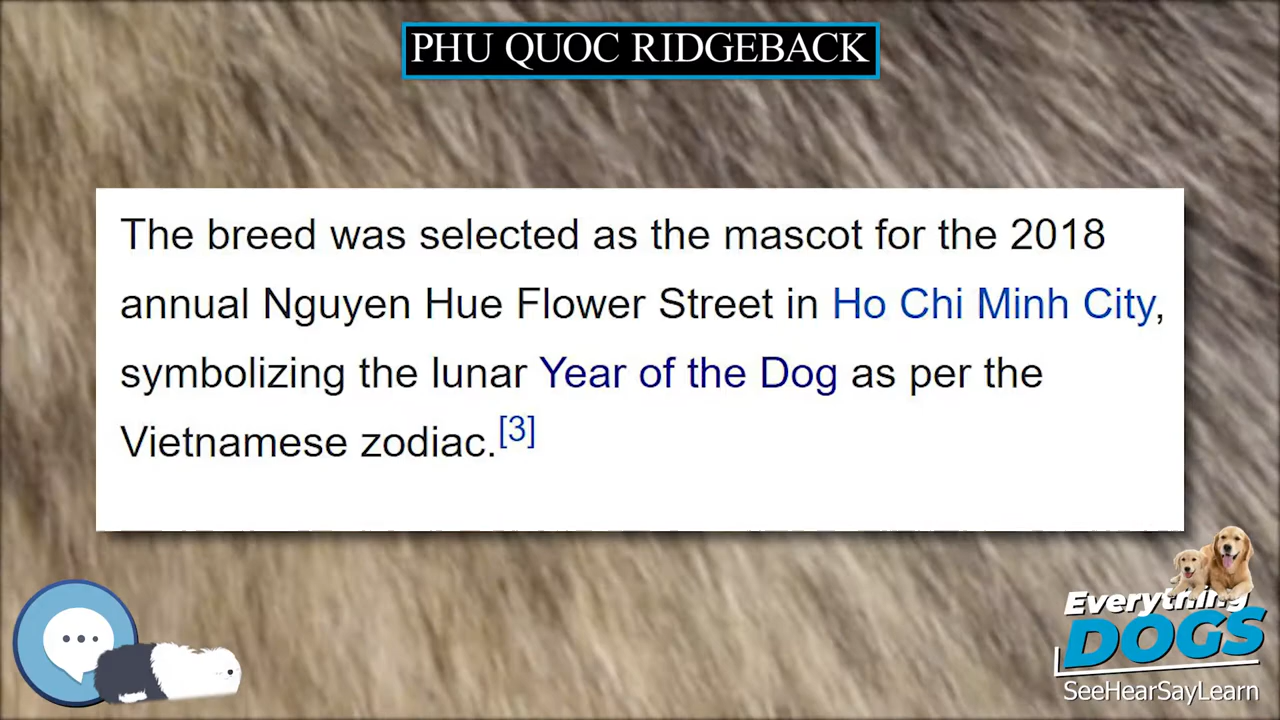 PHU QUOC RIDGEBACK
The breed was selected as the mascot for the 2018
annual Nguyen Hue Flower Street in Ho Chi Minh City,
symbolizing the lunar Year of the Dog as per the
Vietnamese zodiac.[3]
Everything
DOGS
SeeHearSayLearn